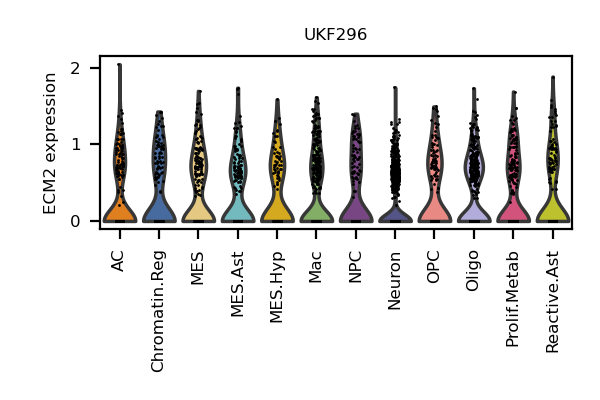 UKF296
ECM2 expression
2
1
0
AC
Chromatin.Reg
MES
MES.Ast
MES.Hyp
Mac
NPC
Neuron
OPC
Oligo
Prolif.Metab
Reactive.Ast